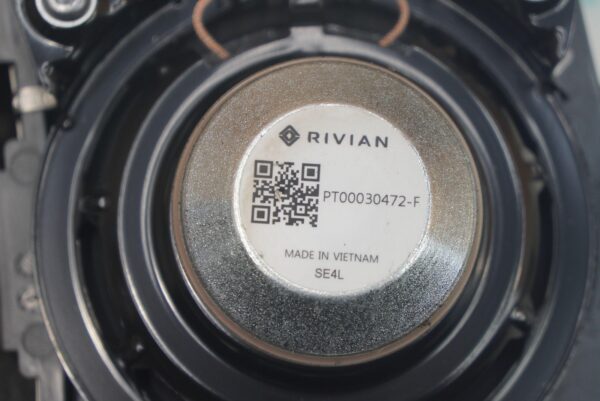 RIVIAN
PT00030472-F
MADE IN VIETNAM
SE4L